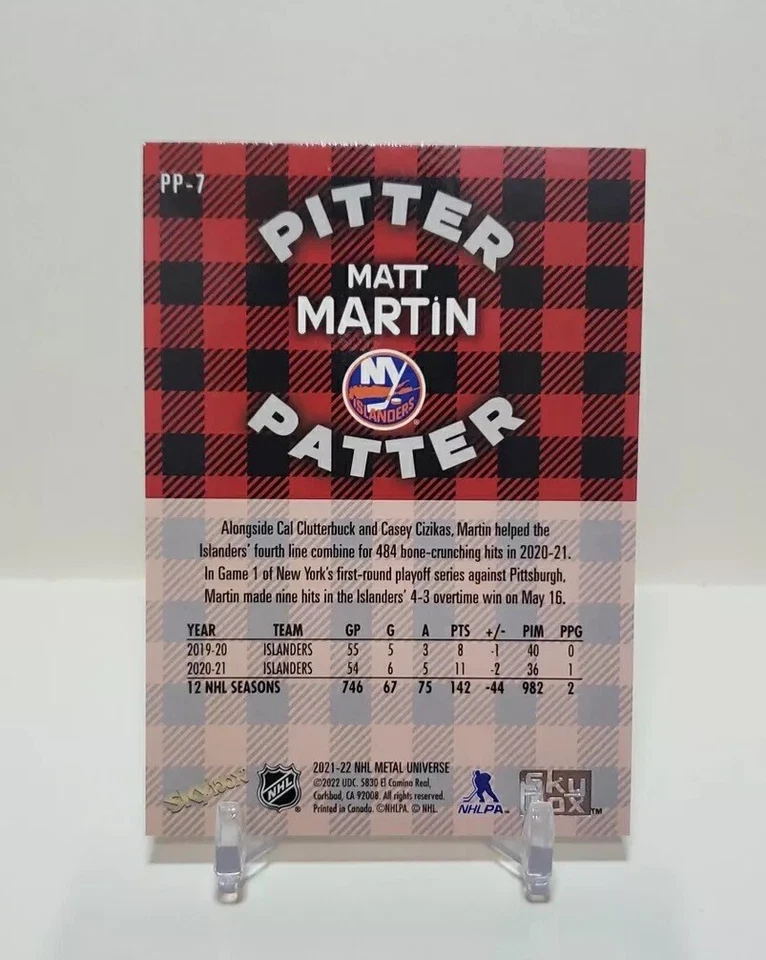 PP-7
PITTER
MATT
MARTiN
NY
ISLANDERS
PATTER
Alongside Cal Clutterbuck and Casey Cizikas, Martin helped the
Islanders' fourth line combine for 484 bone-crunching hits in 2020-21.
In Game 1 of New York's first-round playoff series against Pittsburgh,
Martin made nine hits in the Islanders' 4-3 overtime win on May 16.
YEAR TEAM GP G A PTS +/- PIM PPG
2019-20 ISLANDERS 55 5 3 8 -1 40 0
2020-21 ISLANDERS 54 6 5 11 -2 36 1
12 NHL SEASONS 746 67 75 142 -44 982 2
2021-22 NHL METAL UNIVERSE
©2022 UDC. 5830 El Camino Real,
Carlsbad, CA 92008. All rights reserved.
Printed in Canada. ©NHLPA. © NHL.
skybox
NHL ®
NHLPA™
Sky
Box™